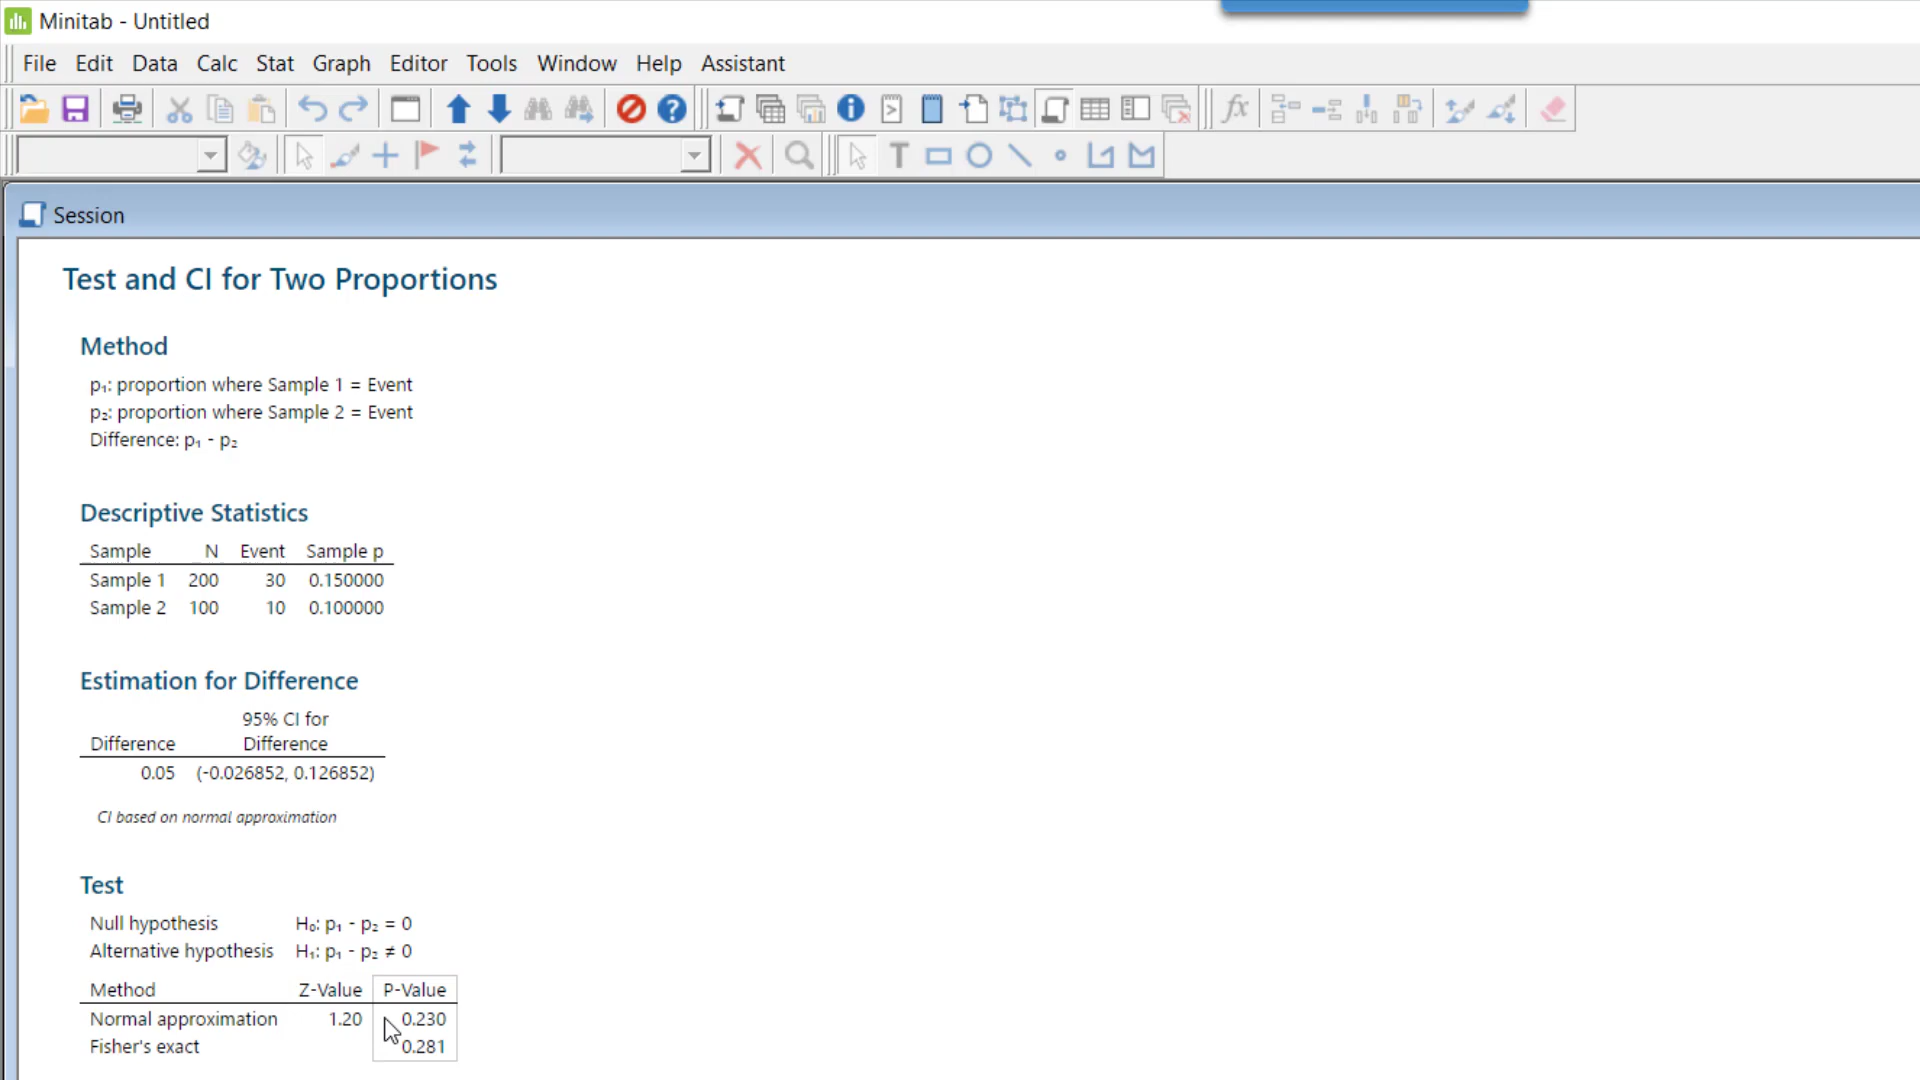 Minitab - Untitled
File Edit Data Calc Stat Graph Editor Tools Window Help Assistant
Session
Test and CI for Two Proportions
Method
p₁: proportion where Sample 1 = Event
p₂: proportion where Sample 2 = Event
Difference: p₁ - p₂
Descriptive Statistics
Sample N Event Sample p
Sample 1 200 30 0.150000
Sample 2 100 10 0.100000
Estimation for Difference
95% CI for
Difference Difference
0.05 (-0.026852, 0.126852)
CI based on normal approximation
Test
Null hypothesis H₀: p₁ - p₂ = 0
Alternative hypothesis H₁: p₁ - p₂ ≠ 0
Method Z-Value P-Value
Normal approximation 1.20 0.230
Fisher's exact 0.281